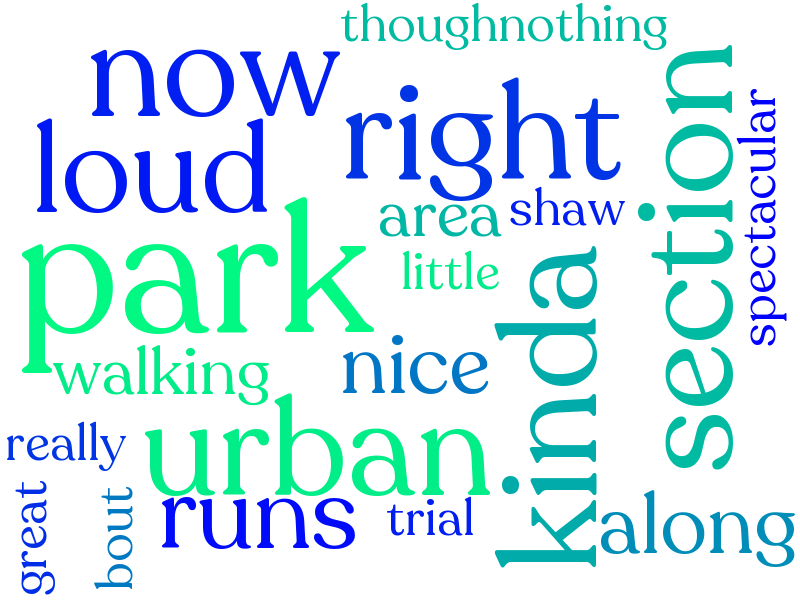 thoughnothing
now
right
section
spectacular
loud
area
shaw
park
little
kinda
walking
nice
really
urban
great
bout
runs
trial
along